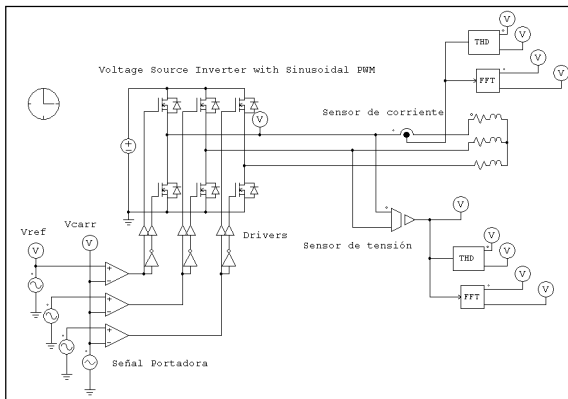 V
V
THD
V
FFT
V
Voltage Source Inverter with Sinusoidal PWM
Sensor de corriente
V
V
Vcarr
Vref
V
V
Drivers
Sensor de tensión
V
THD
V
V
FFT
V
V
Señal Portadora